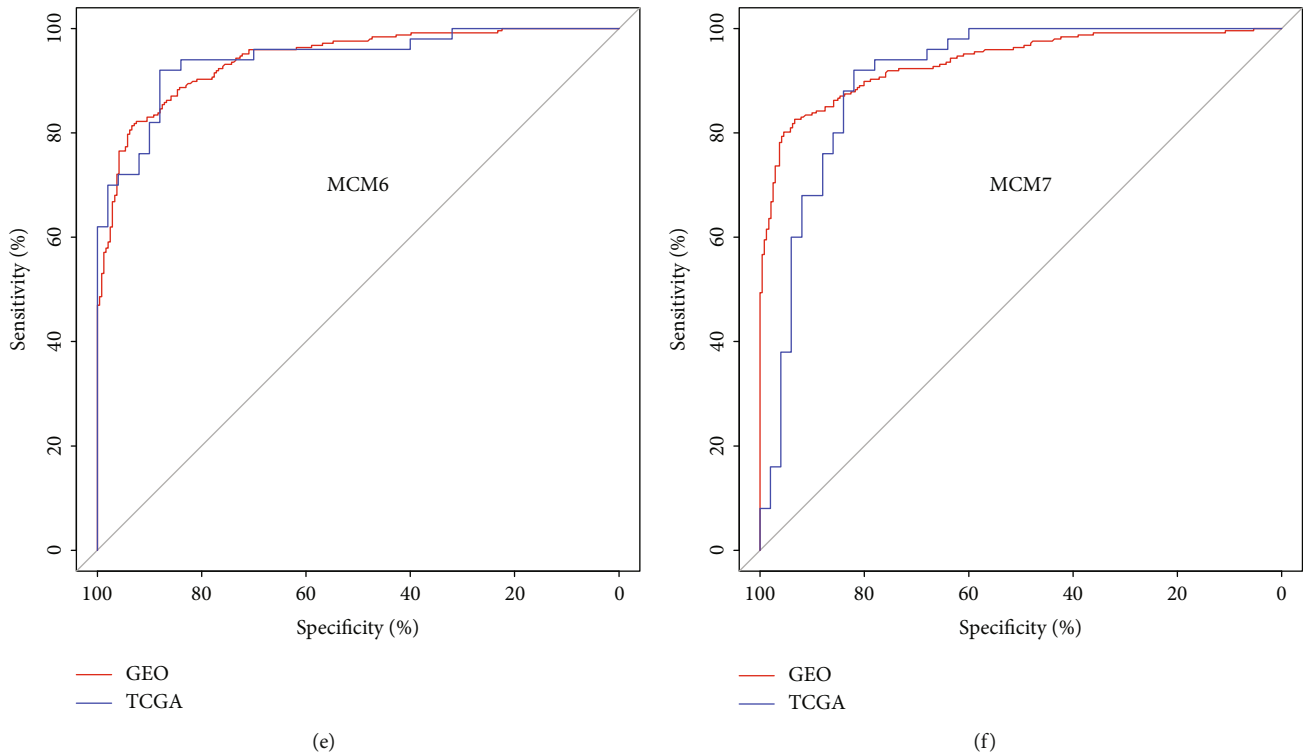 100
80
60
40
20
0
Sensitivity (%)
MCM6
100 80 60 40 20 0
Specificity (%)
GEO
TCGA
(e)
100
80
60
40
20
0
Sensitivity (%)
MCM7
100 80 60 40 20 0
Specificity (%)
GEO
TCGA
(f)